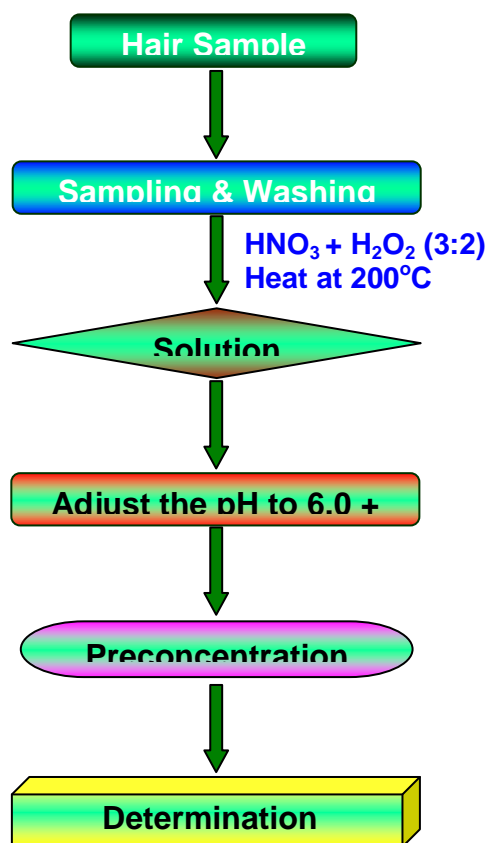 Hair Sample
Sampling & Washing
HNO₃ + H₂O₂ (3:2)
Heat at 200°C
Solution
Adjust the pH to 6.0 +
Preconcentration
Determination